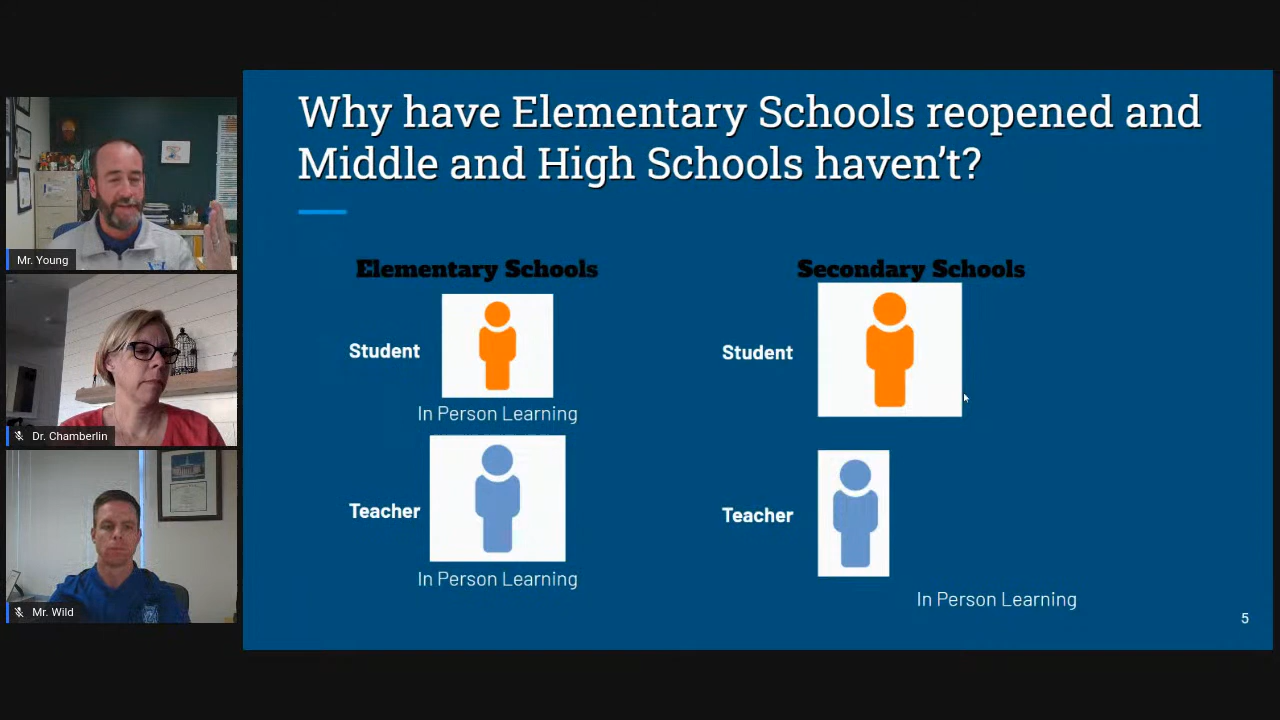 Why have Elementary Schools reopened and
Middle and High Schools haven't?
Elementary Schools
Secondary Schools
Student
Student
In Person Learning
Teacher
Teacher
In Person Learning
In Person Learning
5
Mr. Young
Dr. Chamberlin
Mr. Wild